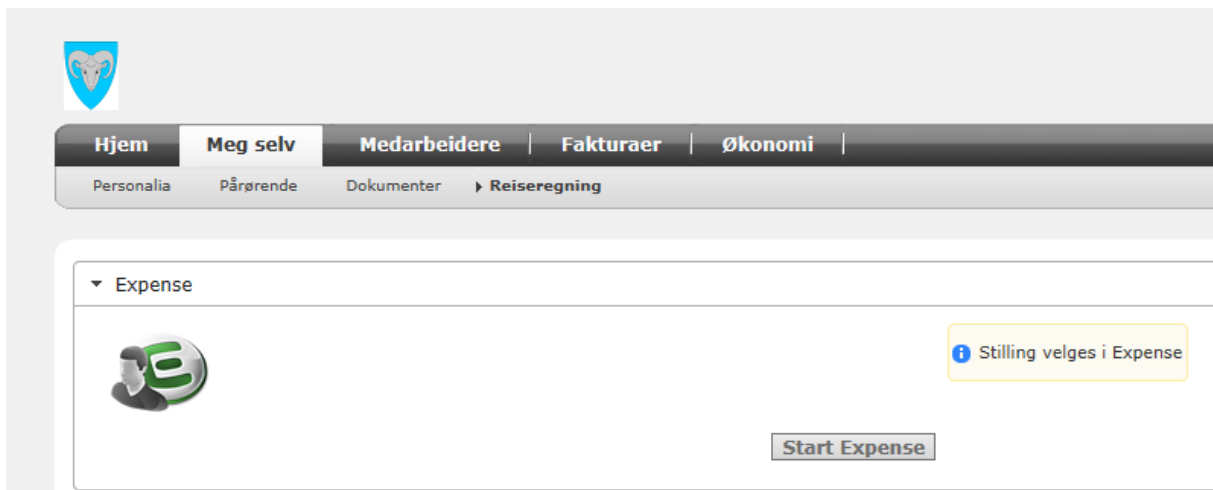 Hjem Meg selv Medarbeidere Fakturaer Økonomi
Personalia Pårørende Dokumenter Reiseregning
Expense
Stilling velges i Expense
Start Expense